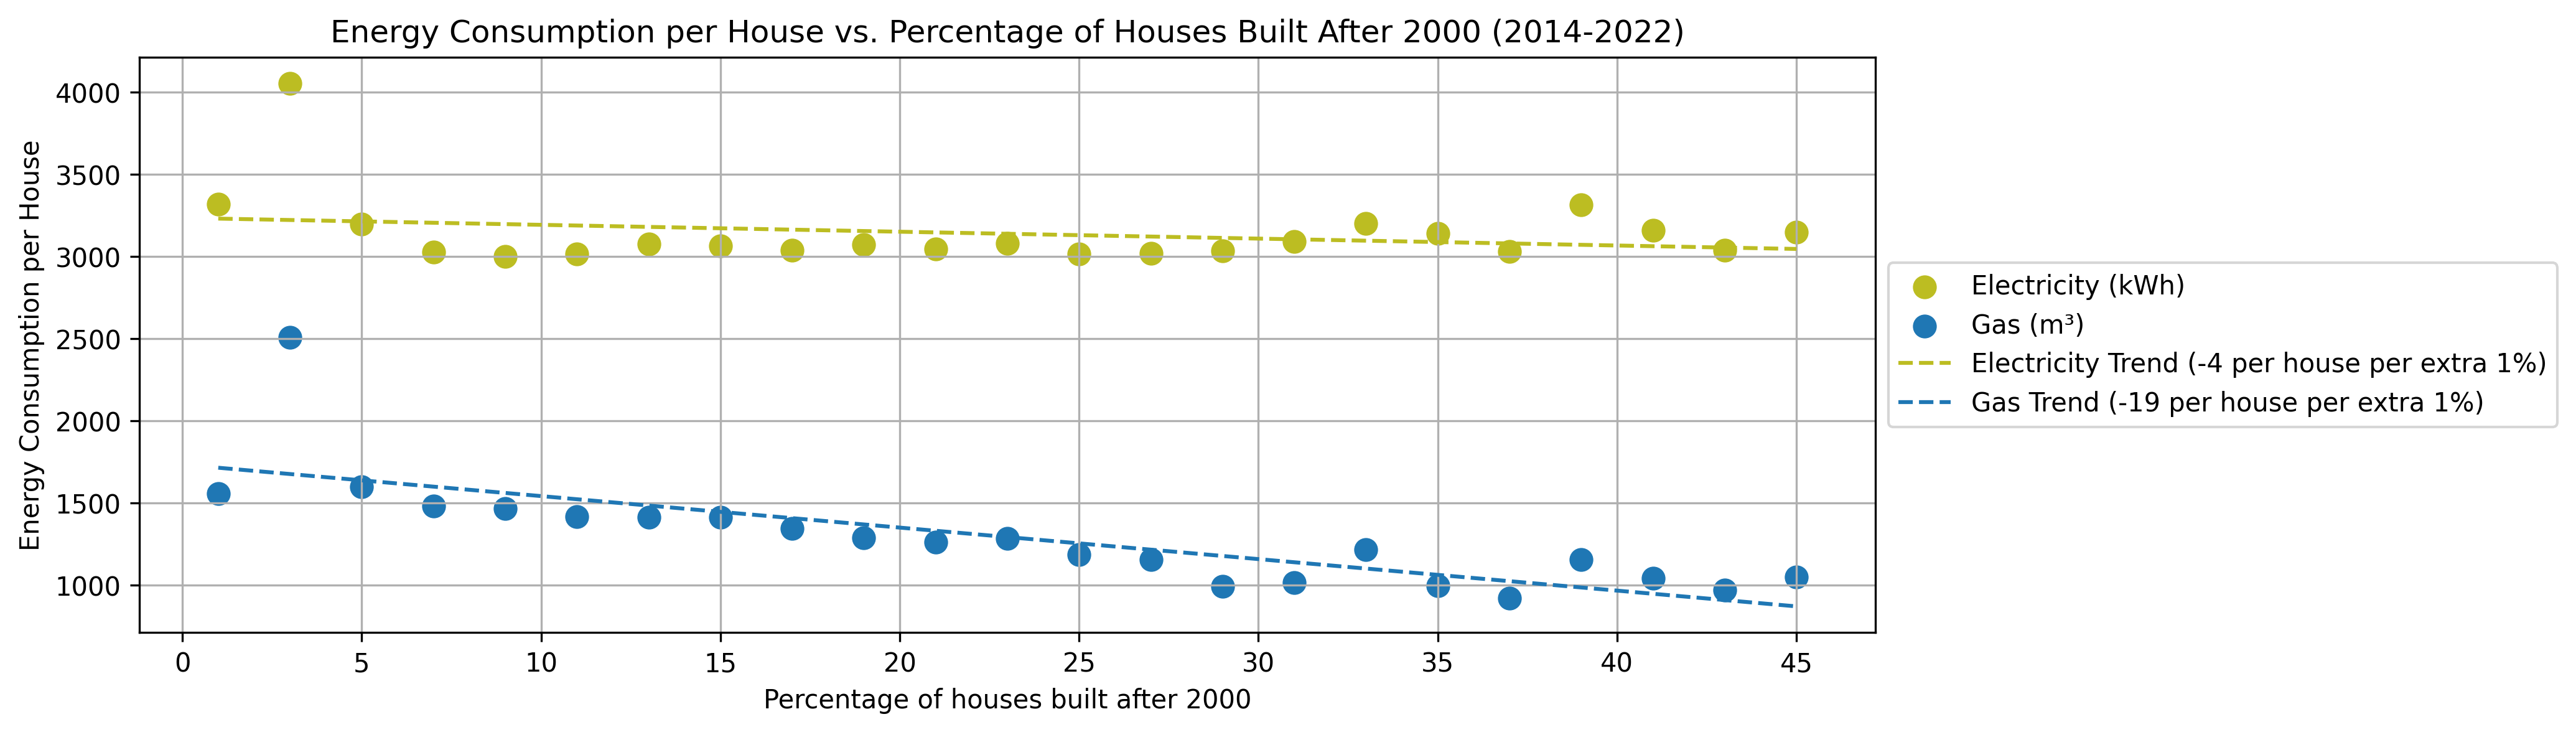 Energy Consumption per House vs. Percentage of Houses Built After 2000 (2014-2022)
Energy Consumption per House
4000
3500
3000
2500
2000
1500
1000
0 5 10 15 20 25 30 35 40 45
Percentage of houses built after 2000
Electricity (kWh)
Gas (m³)
Electricity Trend (-4 per house per extra 1%)
Gas Trend (-19 per house per extra 1%)